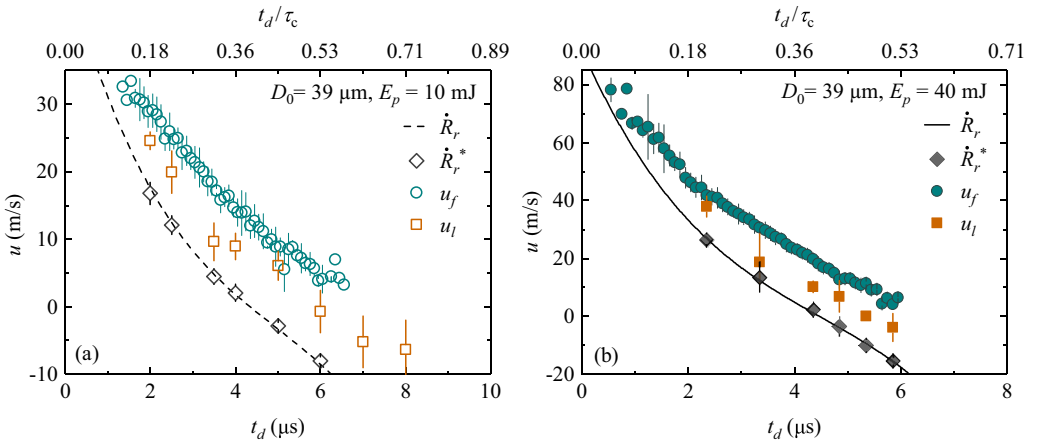 t_d / τ_c
0.00 0.18 0.36 0.53 0.71 0.89
D_0 = 39 μm, E_p = 10 mJ
Ṙ_r
Ṙ_r^*
u_f
u_l
u (m/s)
30
20
10
0
-10
(a)
0 2 4 6 8 10
t_d (μs)
t_d / τ_c
0.00 0.18 0.36 0.53 0.71
D_0 = 39 μm, E_p = 40 mJ
Ṙ_r
Ṙ_r^*
u_f
u_l
u (m/s)
80
60
40
20
0
-20
(b)
0 2 4 6 8
t_d (μs)